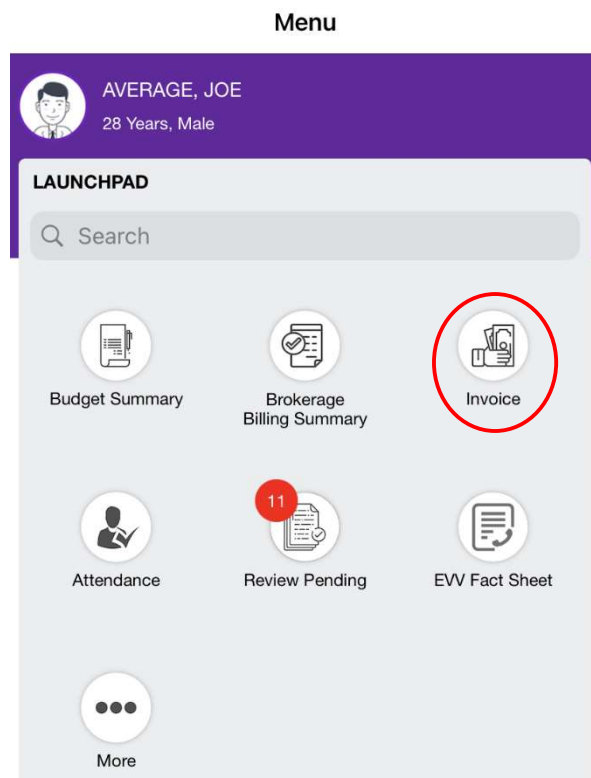 Menu
AVERAGE, JOE
28 Years, Male
LAUNCHPAD
Search
Budget Summary
Brokerage
Billing Summary
Invoice
11
Attendance
Review Pending
EVV Fact Sheet
More